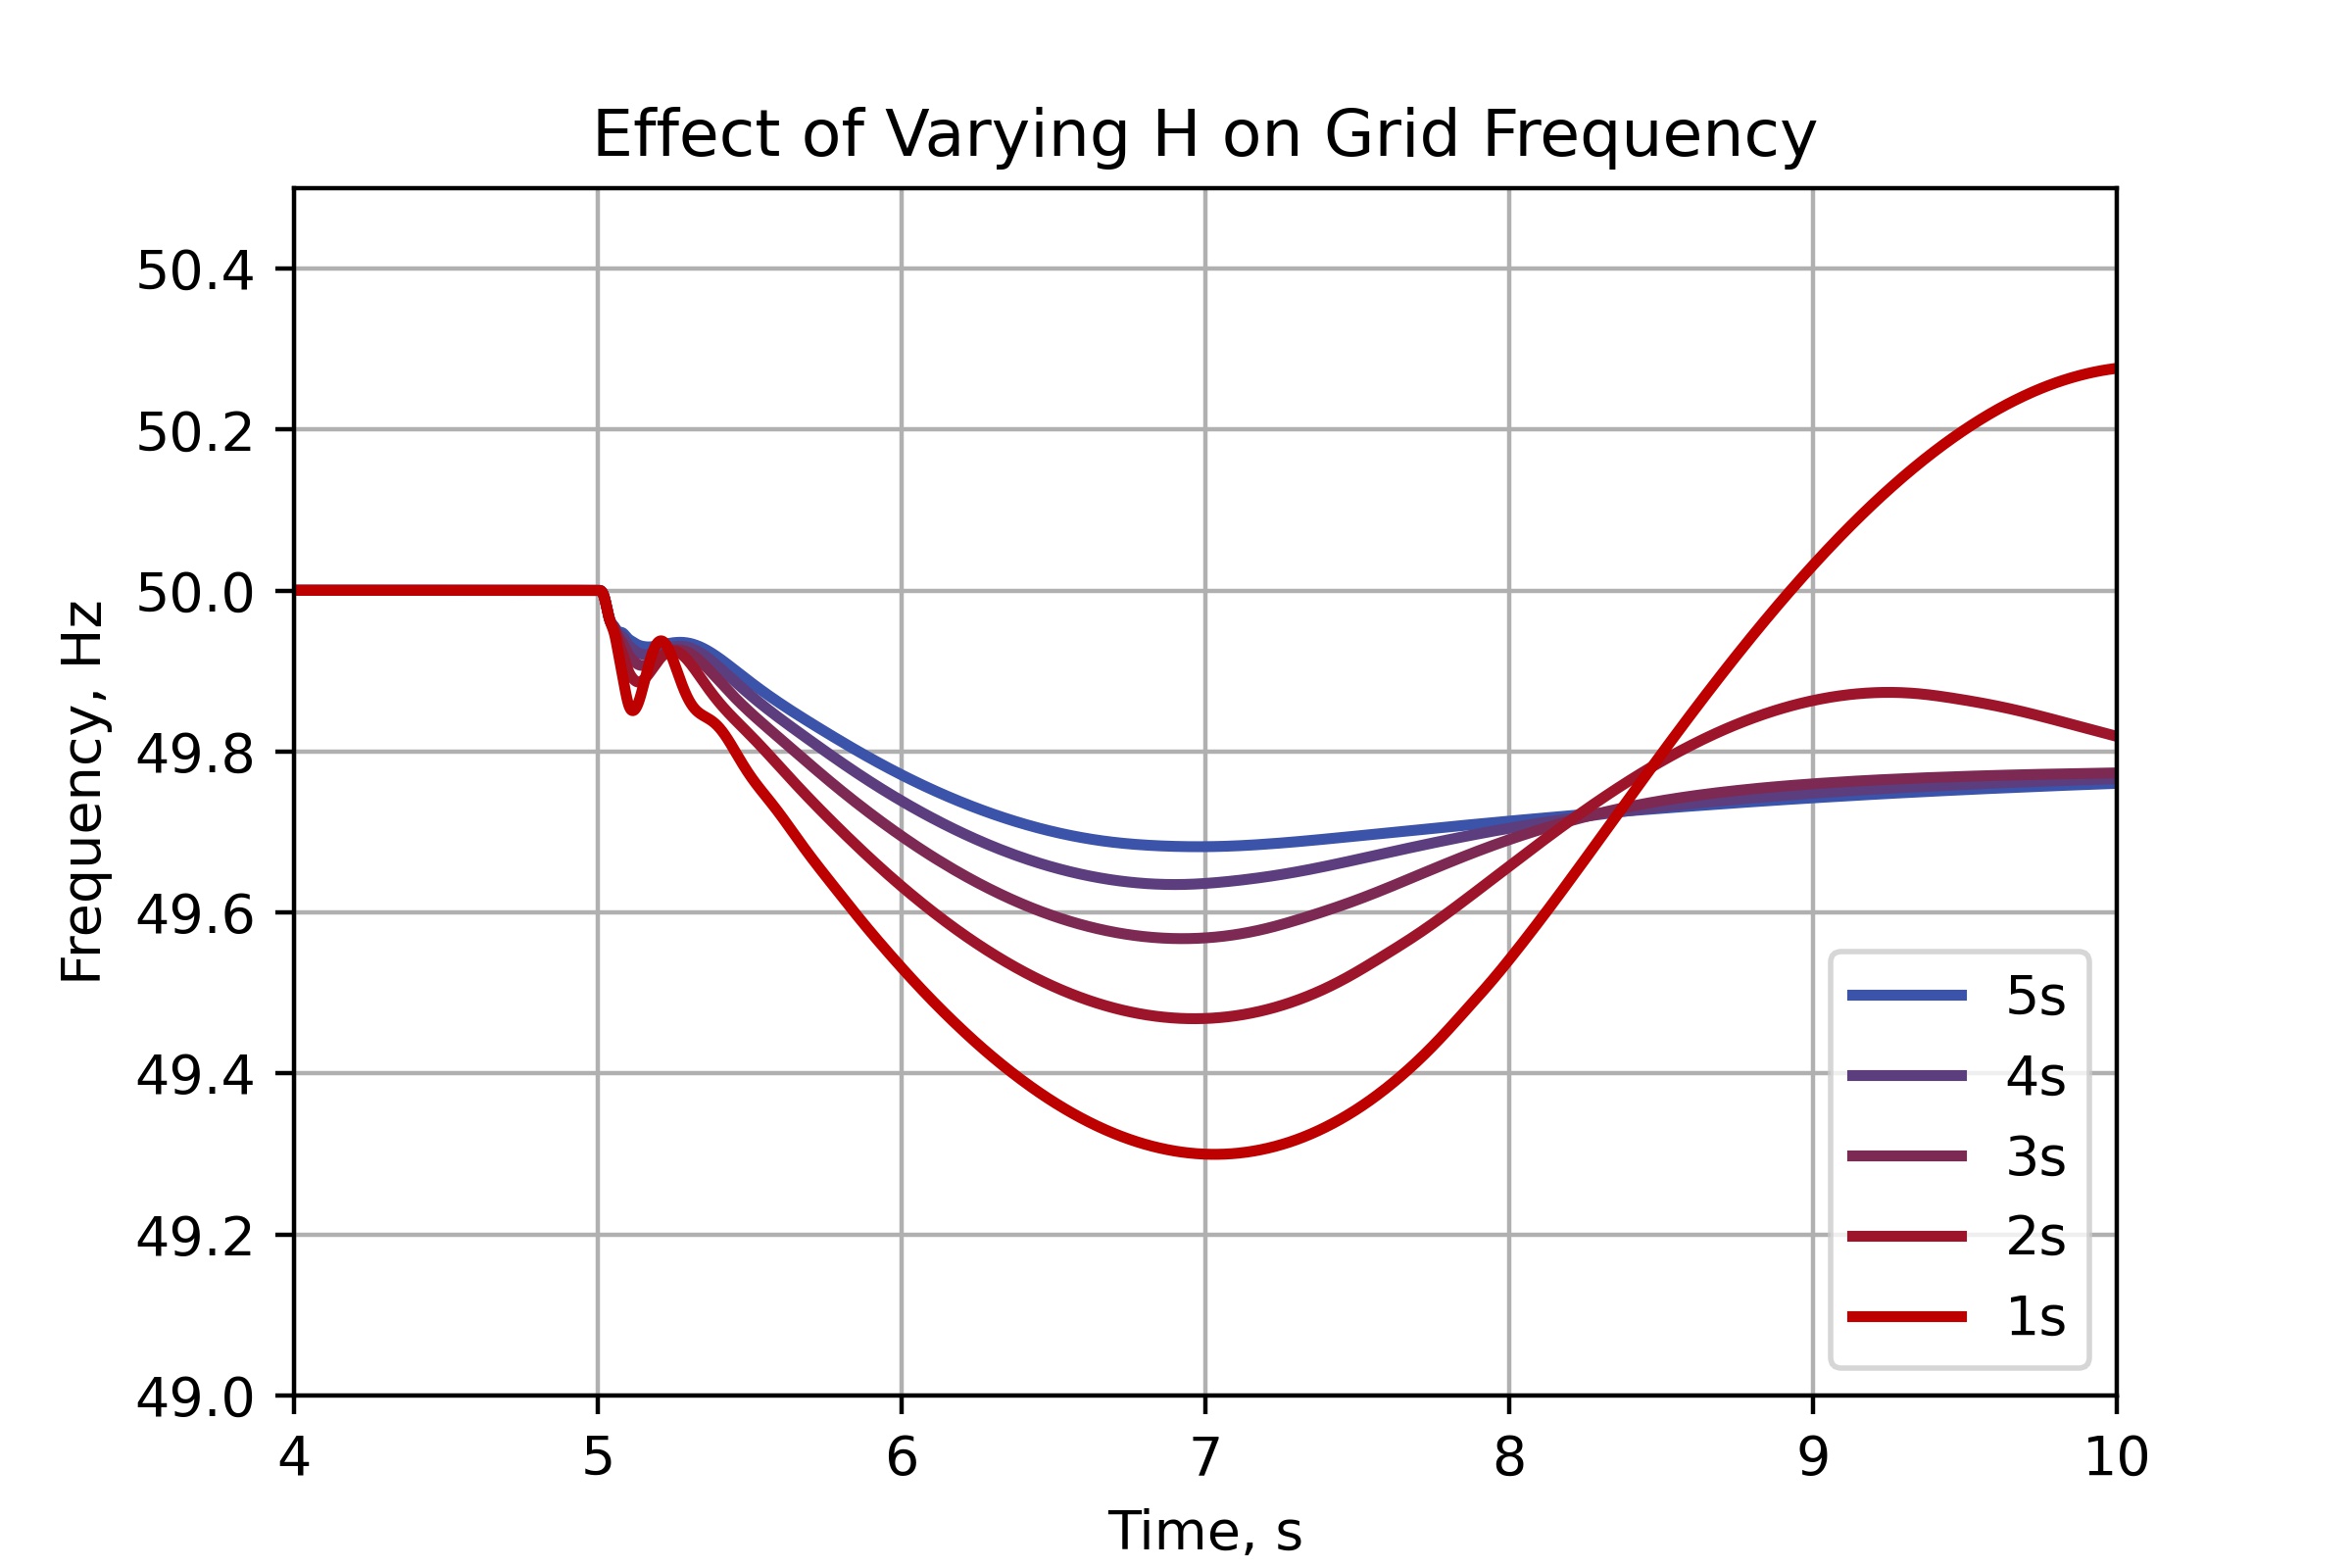 Effect of Varying H on Grid Frequency
Frequency, Hz
50.4
50.2
50.0
49.8
49.6
49.4
49.2
49.0
5s
4s
3s
2s
1s
4 5 6 7 8 9 10
Time, s